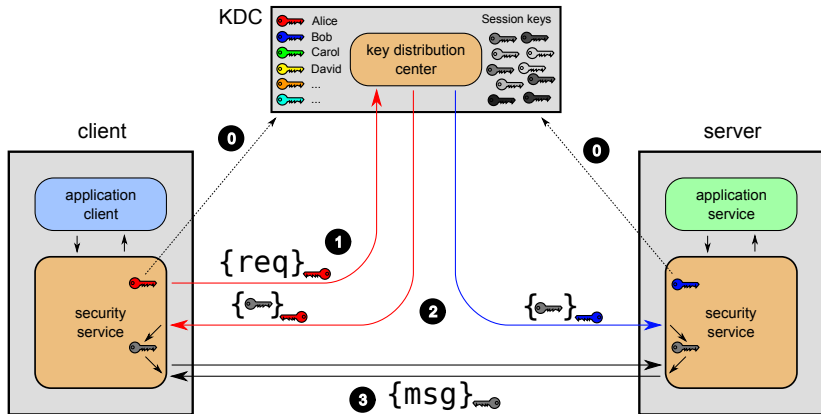 KDC
Alice
Bob
Carol
David
...
...
key distribution
center
Session keys
0
0
client
server
application
client
application
service
1
{req}
{ }
2
{ }
security
service
security
service
3
{msg}